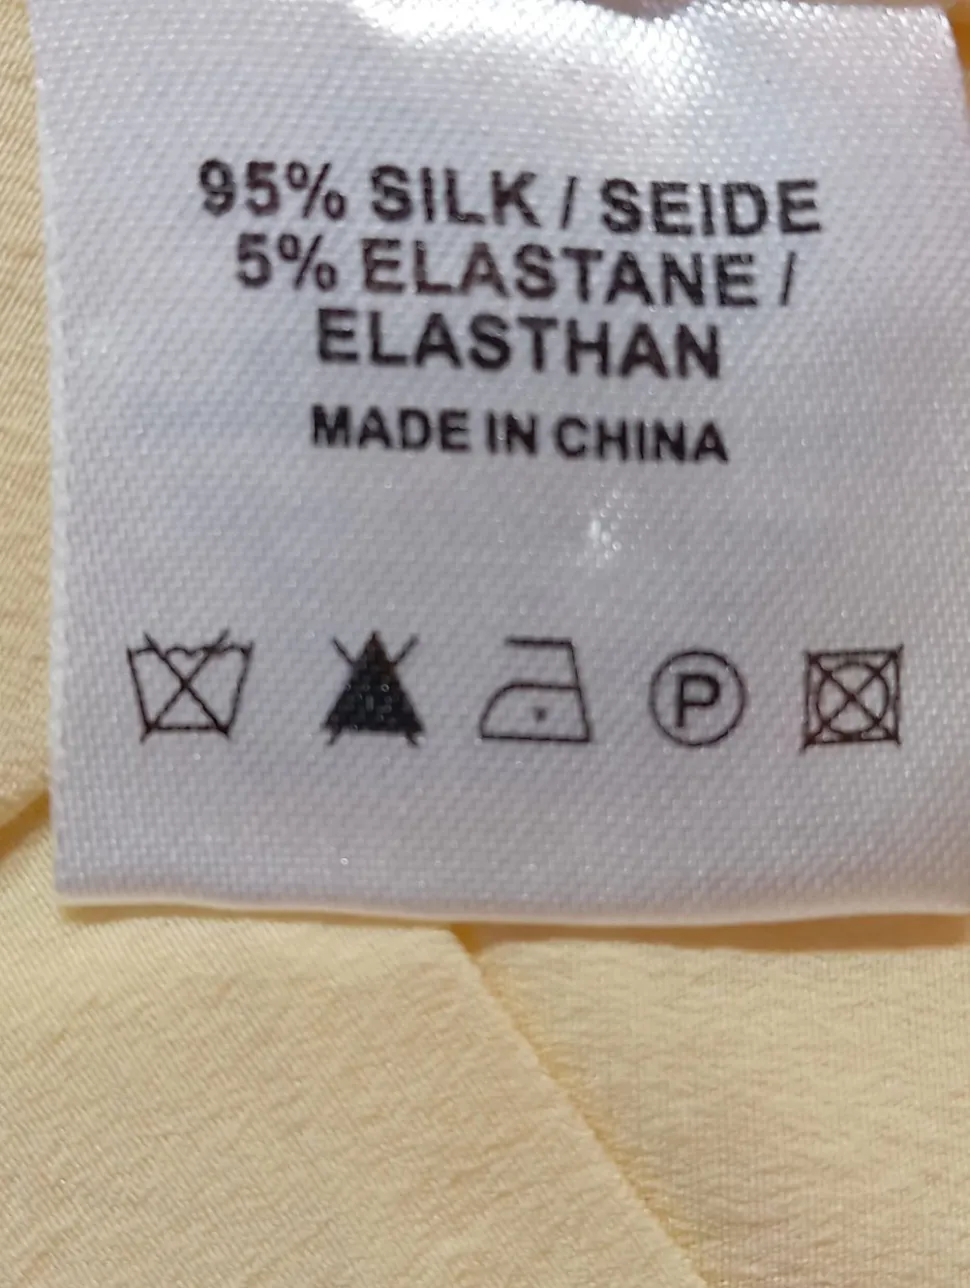 95% SILK / SEIDE
5% ELASTANE /
ELASTHAN
MADE IN CHINA
P